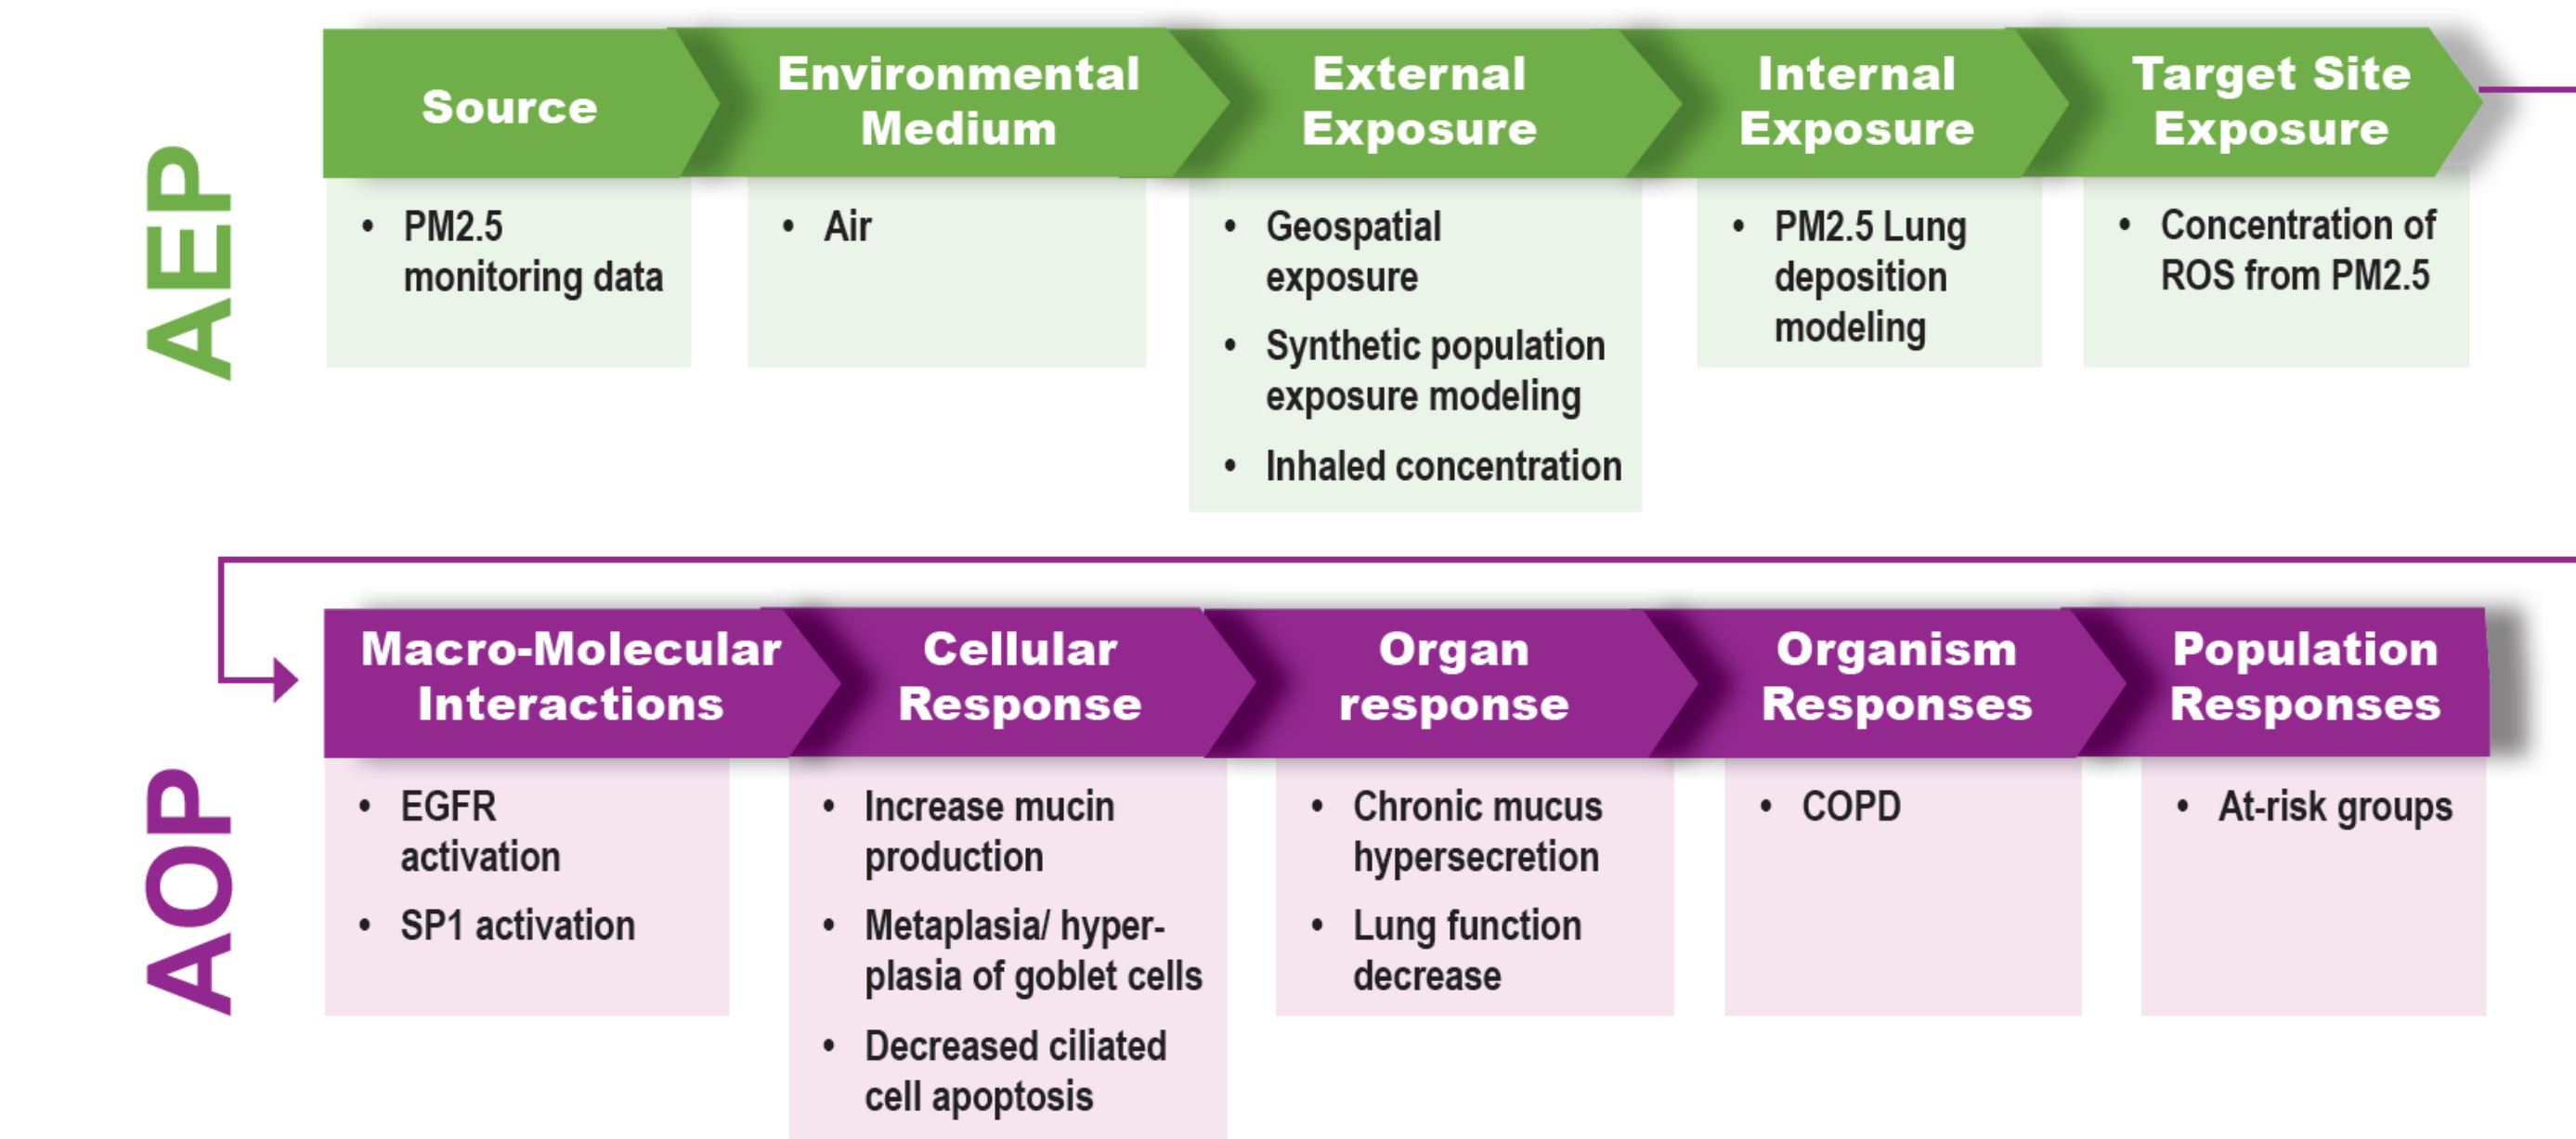 AEP
Source
Environmental
Medium
External
Exposure
Internal
Exposure
Target Site
Exposure
• PM2.5
monitoring data
• Air
• Geospatial
exposure
• Synthetic population
exposure modeling
• Inhaled concentration
• PM2.5 Lung
deposition
modeling
• Concentration of
ROS from PM2.5
AOP
Macro-Molecular
Interactions
Cellular
Response
Organ
response
Organism
Responses
Population
Responses
• EGFR
activation
• SP1 activation
• Increase mucin
production
• Metaplasia/ hyper-
plasia of goblet cells
• Decreased ciliated
cell apoptosis
• Chronic mucus
hypersecretion
• Lung function
decrease
• COPD
• At-risk groups